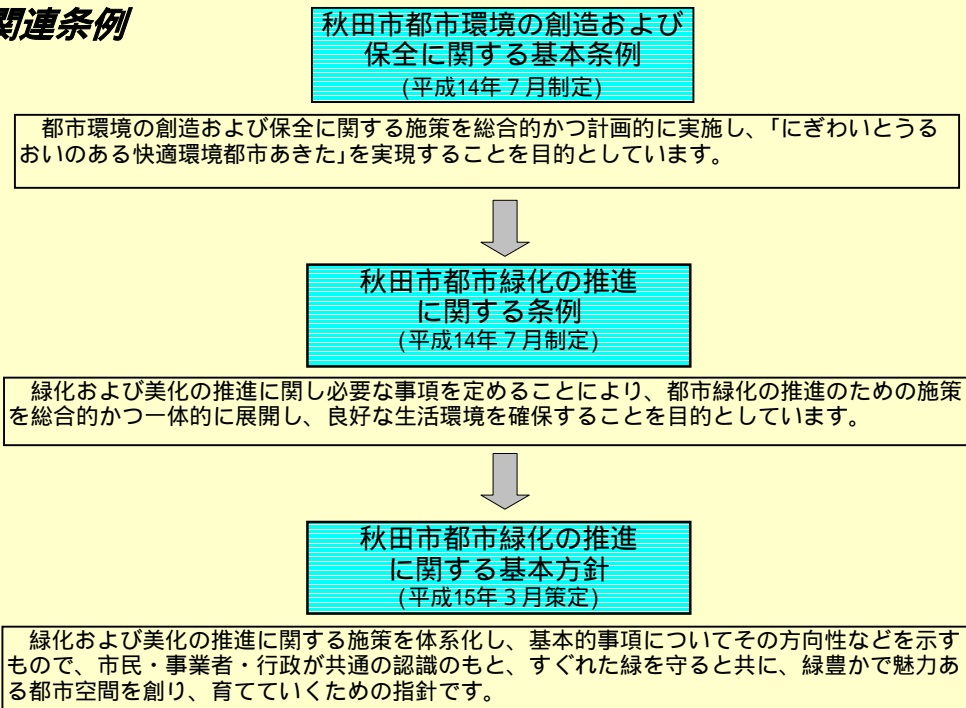 関連条例
秋田市都市環境の創造および
保全に関する基本条例
(平成14年７月制定)
　都市環境の創造および保全に関する施策を総合的かつ計画的に実施し、「にぎわいとうる
おいのある快適環境都市あきた」を実現することを目的としています。
秋田市都市緑化の推進
に関する条例
(平成14年７月制定)
　緑化および美化の推進に関し必要な事項を定めることにより、都市緑化の推進のための施策
を総合的かつ一体的に展開し、良好な生活環境を確保することを目的としています。
秋田市都市緑化の推進
に関する基本方針
(平成15年３月策定)
　緑化および美化の推進に関する施策を体系化し、基本的事項についてその方向性などを示す
もので、市民・事業者・行政が共通の認識のもと、すぐれた緑を守ると共に、緑豊かで魅力あ
る都市空間を創り、育てていくための指針です。